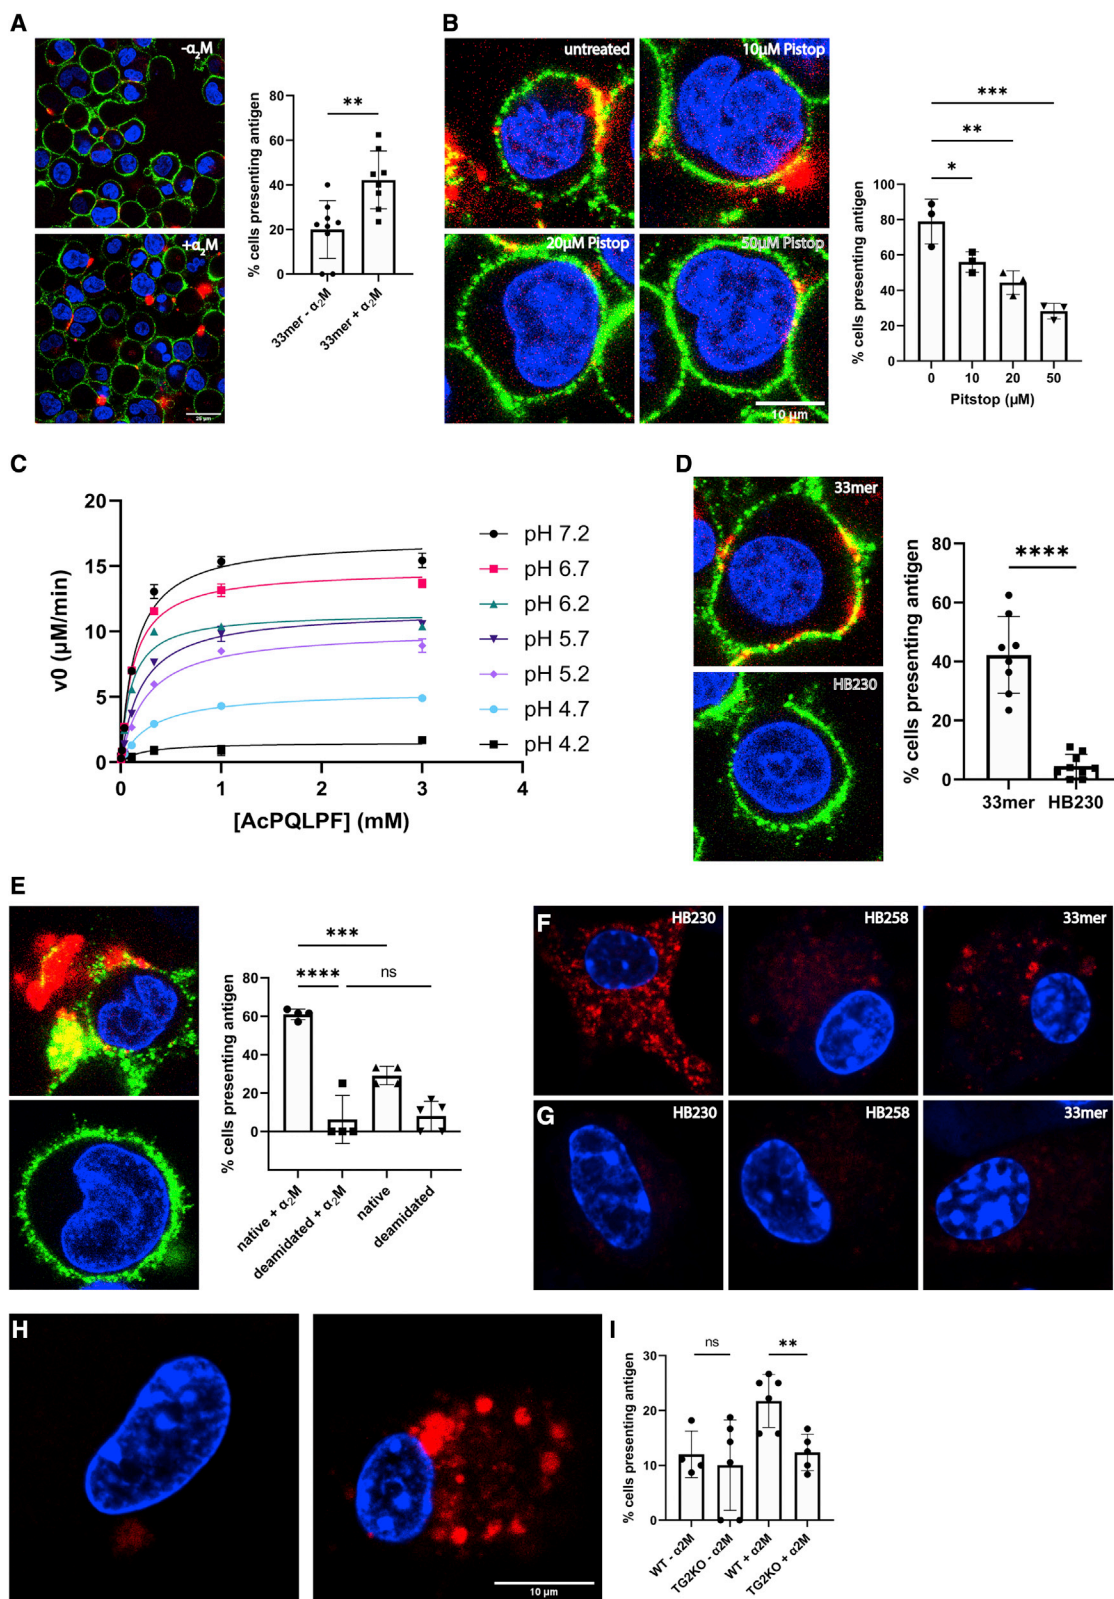 A
-α₂M
+α₂M
20 µm
% cells presenting antigen
80
60
40
20
0
**
33mer - α₂M
33mer + α₂M
B
untreated
10µM Pistop
20µM Pistop
50µM Pistop
10 µm
% cells presenting antigen
***
**
*
100
80
60
40
20
0
0 10 20 50
Pitstop (µM)
C
v0 (µM/min)
20
15
10
5
0
0 1 2 3 4
[AcPQLPF] (mM)
pH 7.2
pH 6.7
pH 6.2
pH 5.7
pH 5.2
pH 4.7
pH 4.2
D
33mer
HB230
% cells presenting antigen
****
80
60
40
20
0
33mer HB230
E
% cells presenting antigen
***
**** ns
80
60
40
20
0
native + α₂M
deamidated + α₂M
native
deamidated
F
HB230
HB258
33mer
G
HB230
HB258
33mer
H
10 µm
I
% cells presenting antigen
ns **
30
20
10
0
WT - α2M
TG2KO - α2M
WT + α2M
TG2KO + α2M